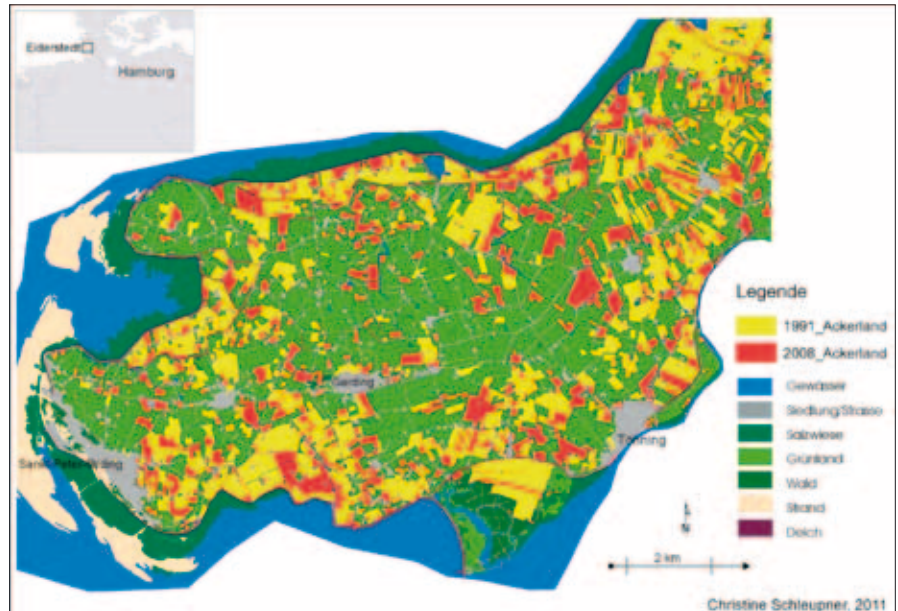 Eiderstedt
Hamburg
Garding
Sankt Peter-Ording
Tönning
Legende
1991_Ackerland
2008_Ackerland
Gewässer
Siedlung/Strasse
Salzwiese
Grünland
Wald
Strand
Deich
N
2 km
Christine Schleupner, 2011